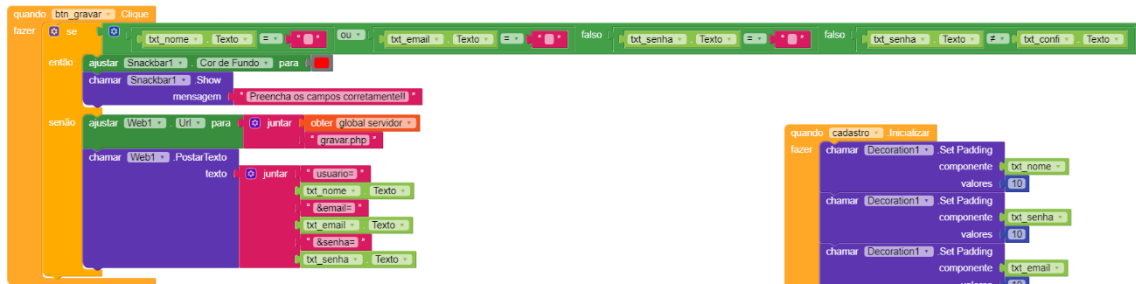 quando btn_gravar .Clique
fazer se txt_nome . Texto = " " ou txt_email . Texto = " " falso txt_senha . Texto = " " falso txt_senha . Texto ≠ txt_confi . Texto
então ajustar Snackbar1 . Cor de Fundo para
chamar Snackbar1 .Show
mensagem " Preencha os campos corretamente!! "
senão ajustar Web1 . Url para juntar obter global servidor
" gravar.php "
chamar Web1 .PostarTexto
texto juntar " usuario= "
txt_nome . Texto
" &email= "
txt_email . Texto
" &senha= "
txt_senha . Texto
quando cadastro .Inicializar
fazer chamar Decoration1 .Set Padding
componente txt_nome
valores 10
chamar Decoration1 .Set Padding
componente txt_senha
valores 10
chamar Decoration1 .Set Padding
componente txt_email
valores 10